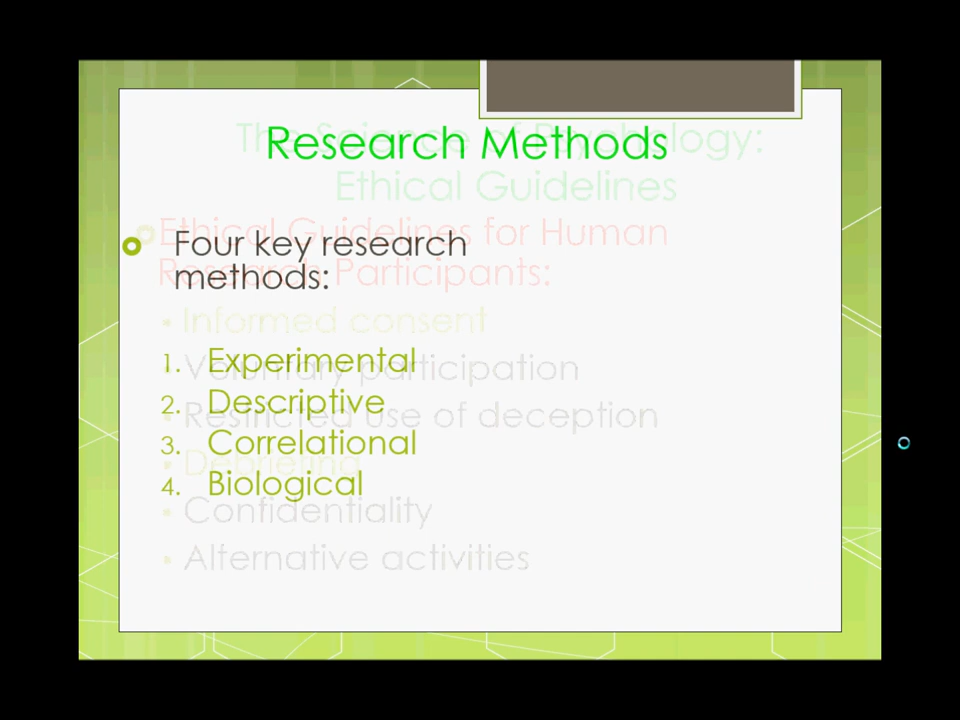 The Science of Psychology:
Research Methods
Ethical Guidelines
Ethical Guidelines for Human
Research Participants:
Four key research
methods:
Informed consent
1. Experimental
Voluntary participation
2. Descriptive
Restricted use of deception
3. Correlational
Debriefing
4. Biological
Confidentiality
Alternative activities